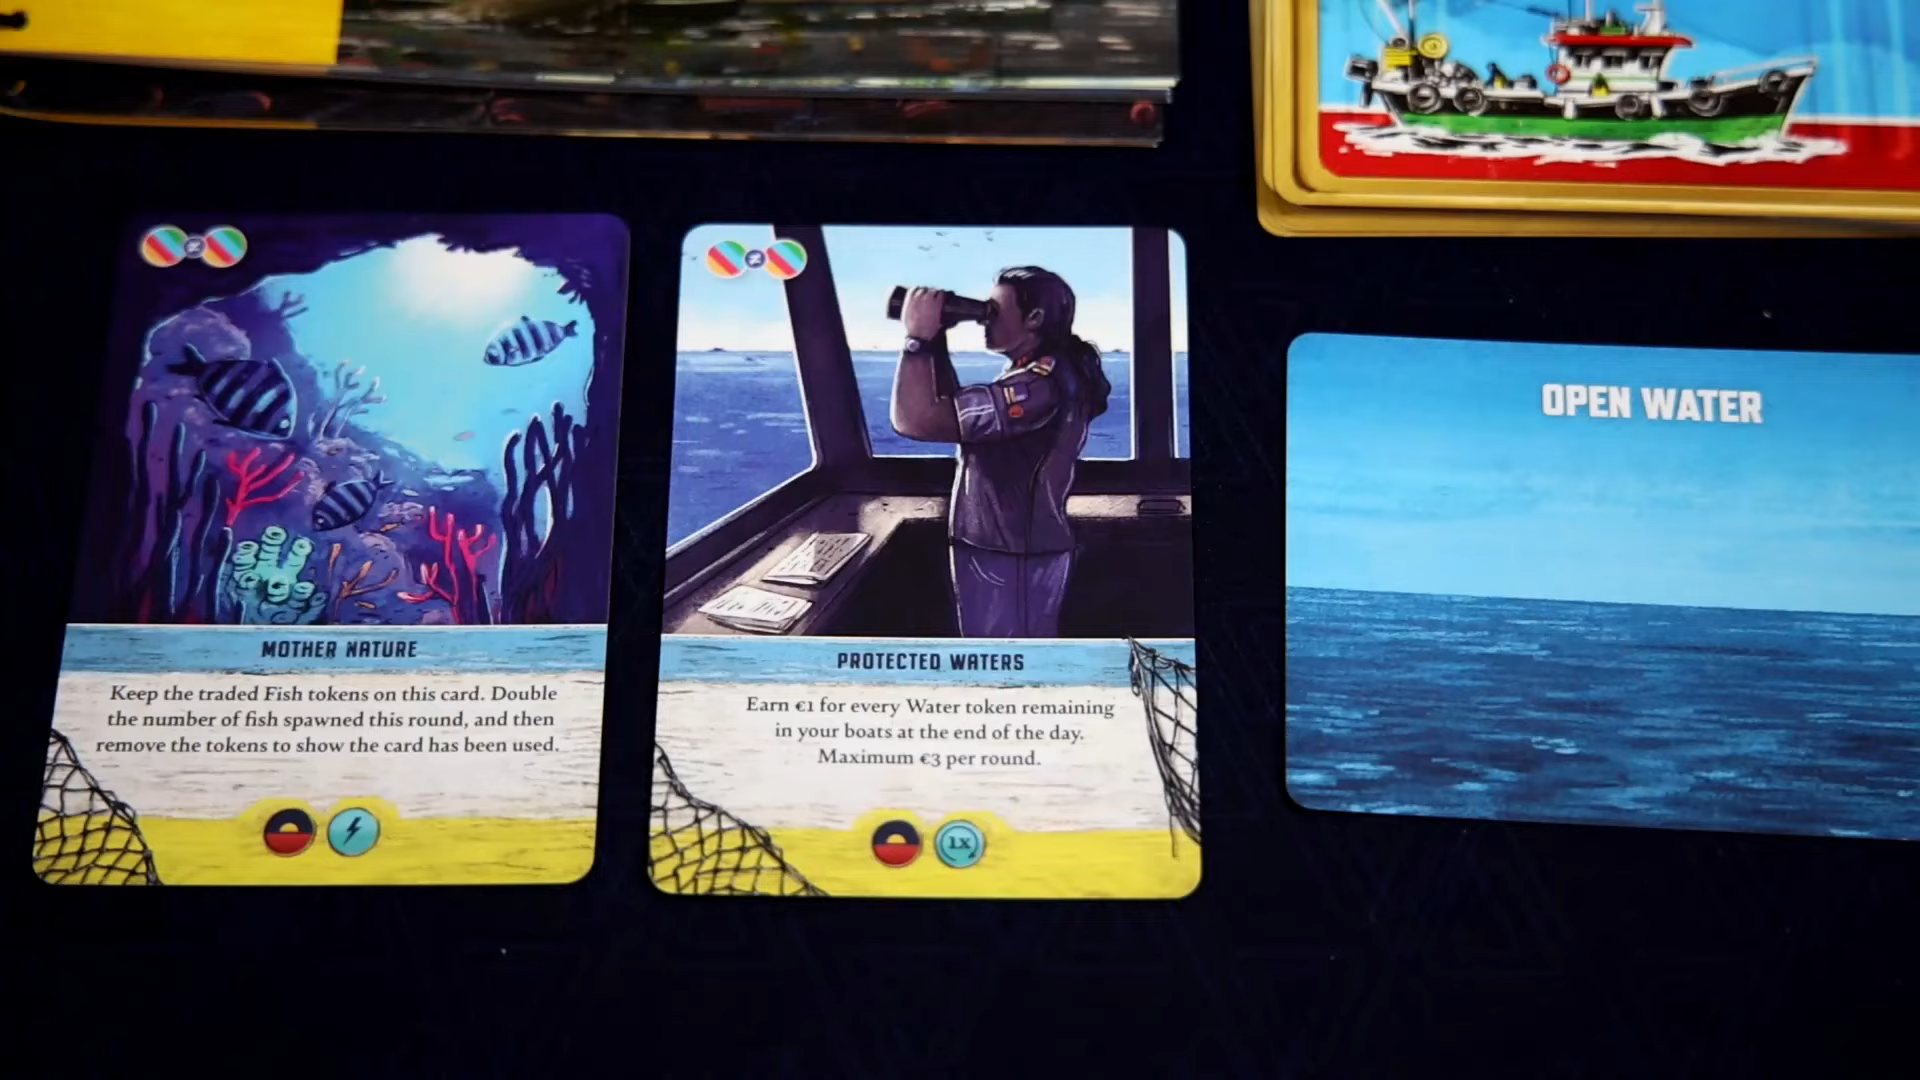 OPEN WATER
MOTHER NATURE
Keep the traded Fish tokens on this card. Double
the number of fish spawned this round, and then
remove the tokens to show the card has been used.
PROTECTED WATERS
Earn €1 for every Water token remaining
in your boats at the end of the day.
Maximum €3 per round.
1X